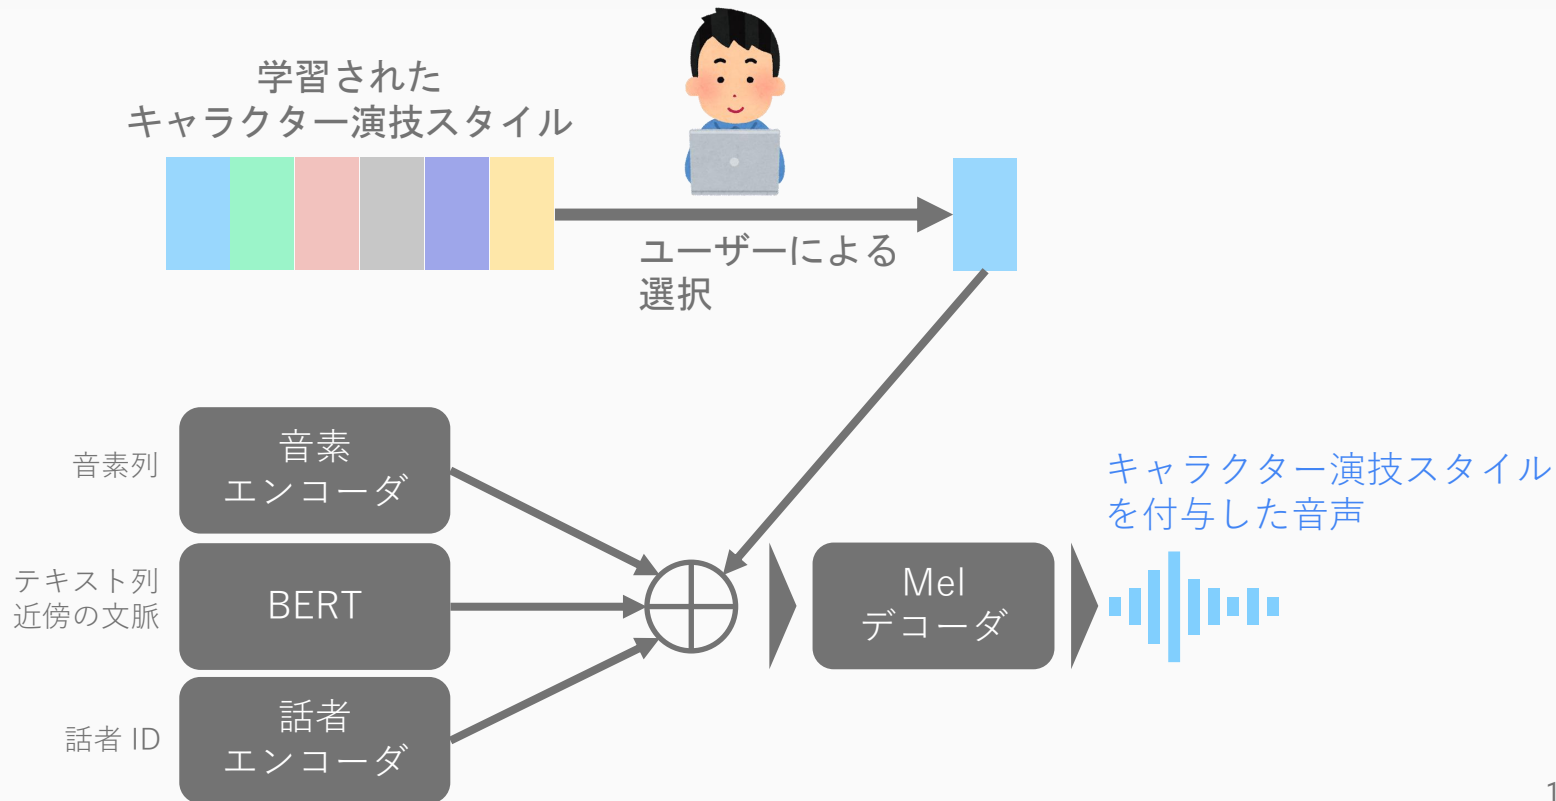 学習された
キャラクター演技スタイル
ユーザーによる
選択
音素列
音素
エンコーダ
テキスト列
近傍の文脈
BERT
話者 ID
話者
エンコーダ
Mel
デコーダ
キャラクター演技スタイル
を付与した音声
1